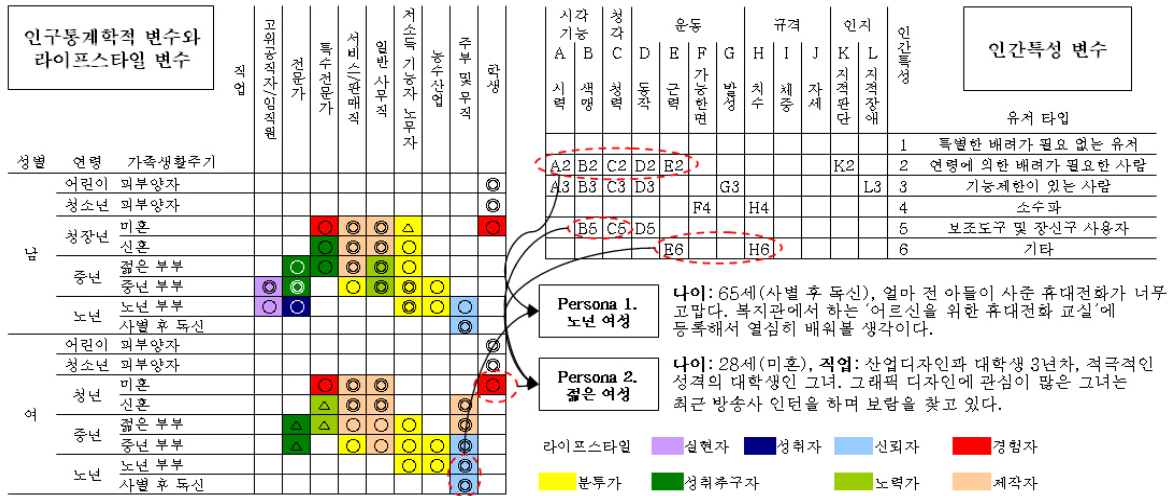 인구통계학적 변수와
라이프스타일 변수
직업
고위공직자/임직원
전문가
특수 전문가
서비스/판매직
일반 사무직
저소득 기능자 노무자
농수산업
주부 및 무직
학생
성별 연령 가족생활주기
남
어린이 피부양자
청소년 피부양자
청장년 미혼
신혼
중년 젊은 부부
중년 부부
노년 노년 부부
사별 후 독신
여
어린이 피부양자
청소년 피부양자
청년 미혼
신혼
중년 젊은 부부
중년 부부
노년 노년 부부
사별 후 독신
시각 기능 청각 운동 규격 인지
A B C D E F G H I J K L
시력
색맹
청력
동작
근력
가능한면
발성
치수
체중
자세
지적판단
지적장애
인간특성
인간특성 변수
유저 타입
1 특별한 배려가 필요 없는 유저
A2 B2 C2 D2 E2 K2 2 연령에 의한 배려가 필요한 사람
A3 B3 C3 D3 G3 L3 3 기능제한이 있는 사람
F4 H4 4 소수파
B5 C5 D5 5 보조도구 및 장신구 사용자
E6 H6 6 기타
Persona 1.
노년 여성
나이: 65세(사별 후 독신), 얼마 전 아들이 사준 휴대전화가 너무
고맙다. 복지관에서 하는 '어르신을 위한 휴대전화 교실'에
등록해서 열심히 배워볼 생각이다.
Persona 2.
젊은 여성
나이: 28세(미혼), 직업: 산업디자인과 대학생 3년차, 적극적인
성격의 대학생인 그녀. 그래픽 디자인에 관심이 많은 그녀는
최근 방송사 인턴을 하며 보람을 찾고 있다.
라이프스타일 실현자 성취자 신뢰자 경험자
분투가 성취추구자 노력가 제작자